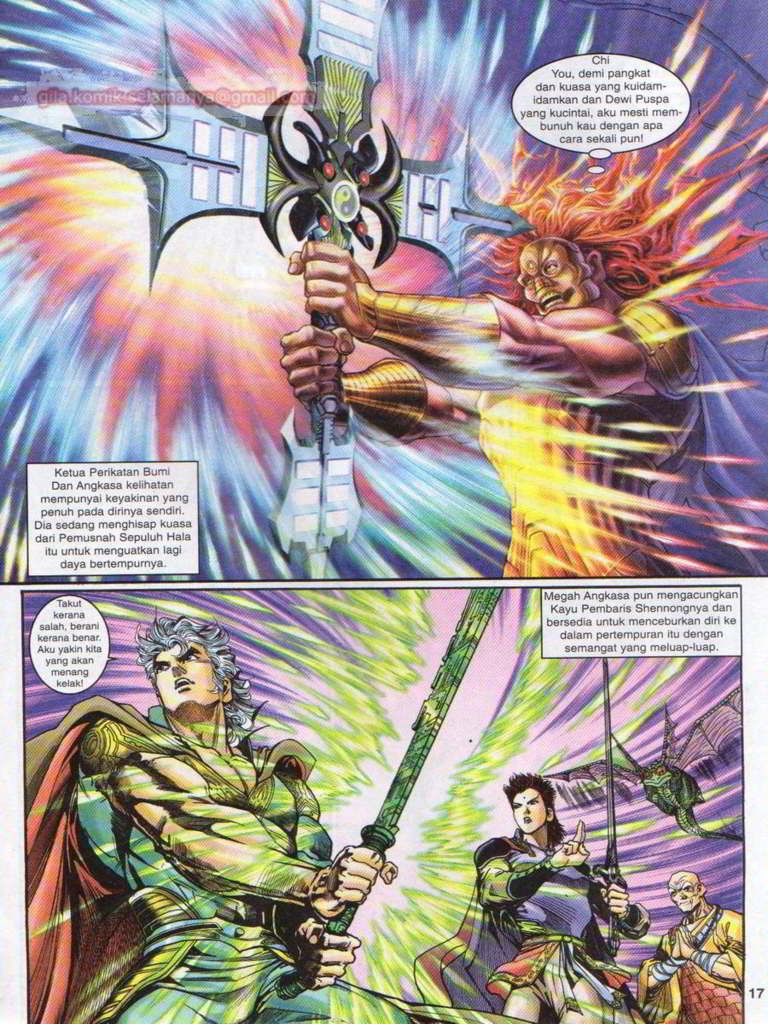 gila.komik.selamanya@gmail.com
Chi
You, demi pangkat
dan kuasa yang kuidam-
idamkan dan Dewi Puspa
yang kucintai, aku mesti mem-
bunuh kau dengan apa
cara sekali pun!
Ketua Perikatan Bumi
Dan Angkasa kelihatan
mempunyai keyakinan yang
penuh pada dirinya sendiri.
Dia sedang menghisap kuasa
dari Pemusnah Sepuluh Hala
itu untuk menguatkan lagi
daya bertempurnya.
Takut
kerana
salah, berani
kerana benar.
Aku yakin kita
yang akan
menang
kelak!
Megah Angkasa pun mengacungkan
Kayu Pembaris Shennongnya dan
bersedia untuk menceburkan diri ke
dalam pertempuran itu dengan
semangat yang meluap-luap.
17